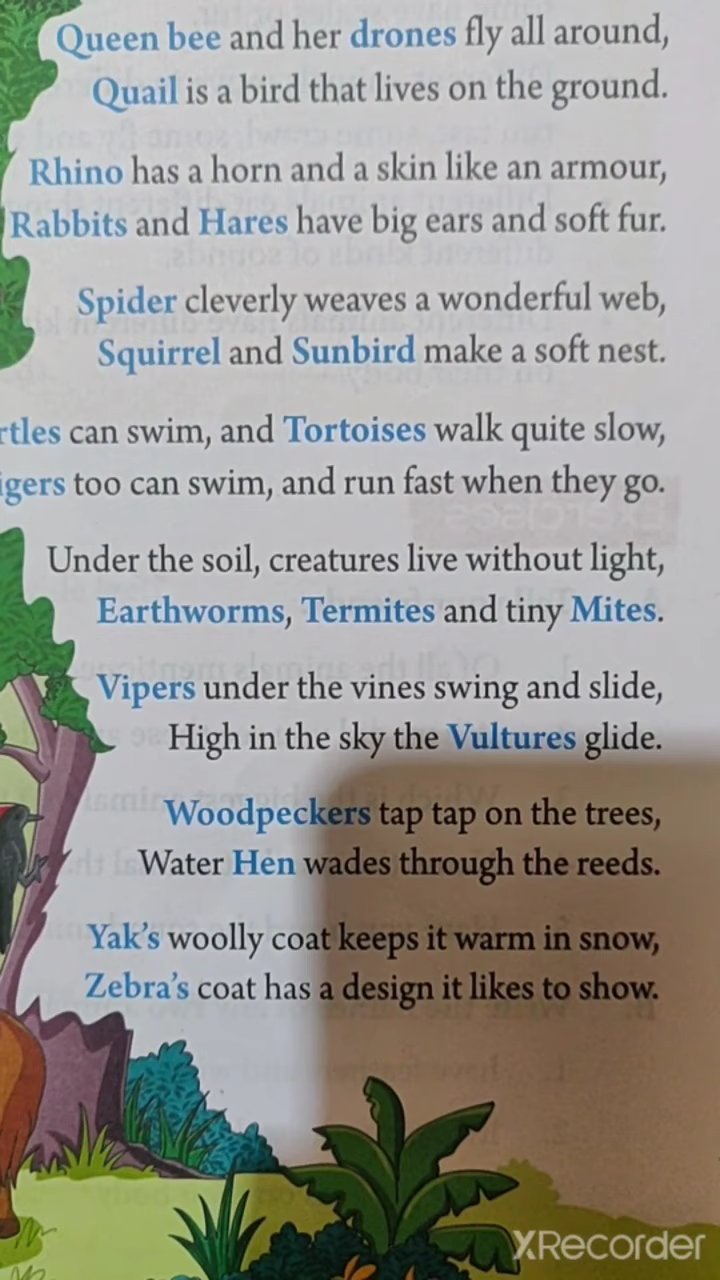 Queen bee and her drones fly all around,
Quail is a bird that lives on the ground.
Rhino has a horn and a skin like an armour,
Rabbits and Hares have big ears and soft fur.
Spider cleverly weaves a wonderful web,
Squirrel and Sunbird make a soft nest.
rtles can swim, and Tortoises walk quite slow,
igers too can swim, and run fast when they go.
Under the soil, creatures live without light,
Earthworms, Termites and tiny Mites.
Vipers under the vines swing and slide,
High in the sky the Vultures glide.
Woodpeckers tap tap on the trees,
Water Hen wades through the reeds.
Yak's woolly coat keeps it warm in snow,
Zebra's coat has a design it likes to show.
XRecorder